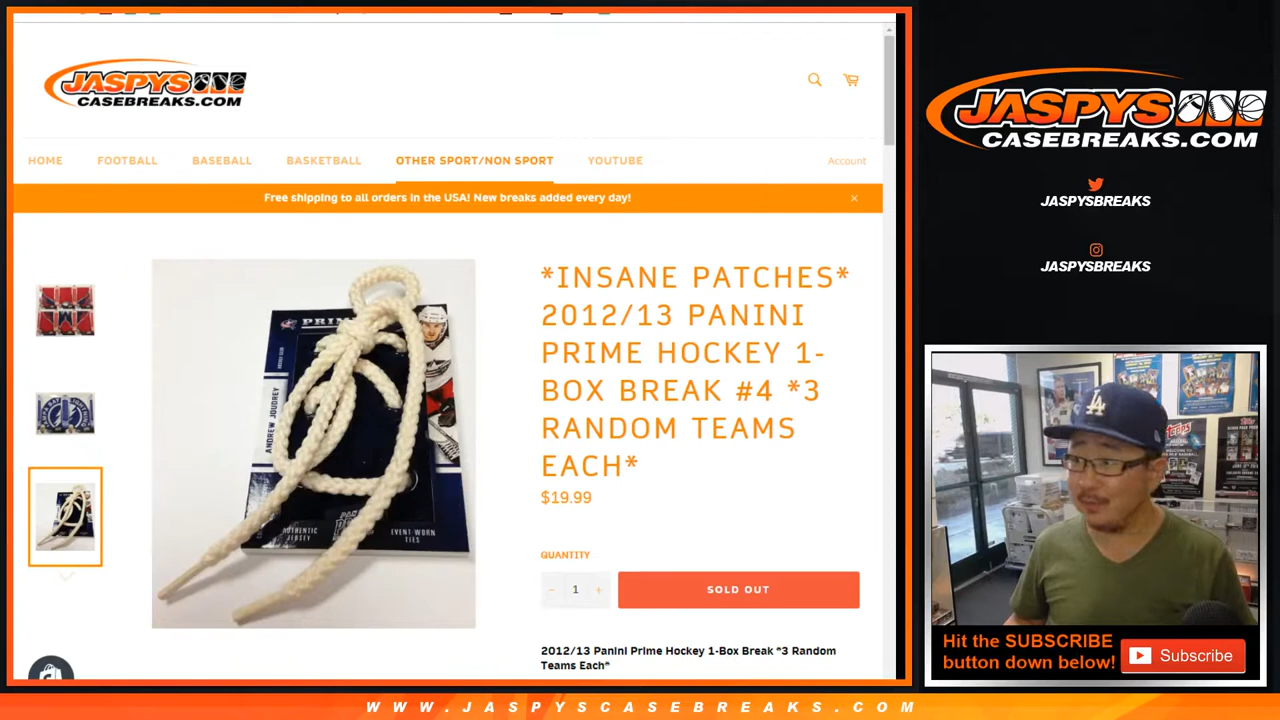 JASPYS
CASEBREAKS.COM
HOME
FOOTBALL
BASEBALL
BASKETBALL
OTHER SPORT/NON SPORT
YOUTUBE
Account
Free shipping to all orders in the USA! New breaks added every day!
×
PRIME
ANDREW JOUDREY
AUTHENTIC JERSEY
EVENT WORN TIES
*INSANE PATCHES*
2012/13 PANINI
PRIME HOCKEY 1-
BOX BREAK #4 *3
RANDOM TEAMS
EACH*
$19.99
QUANTITY
− 1 +
SOLD OUT
2012/13 Panini Prime Hockey 1-Box Break *3 Random
Teams Each*
JASPYS
CASEBREAKS.COM
JASPYSBREAKS
JASPYSBREAKS
LA
TOPPS
Hit the SUBSCRIBE
button down below!
Subscribe
WWW.JASPYSCASEBREAKS.COM